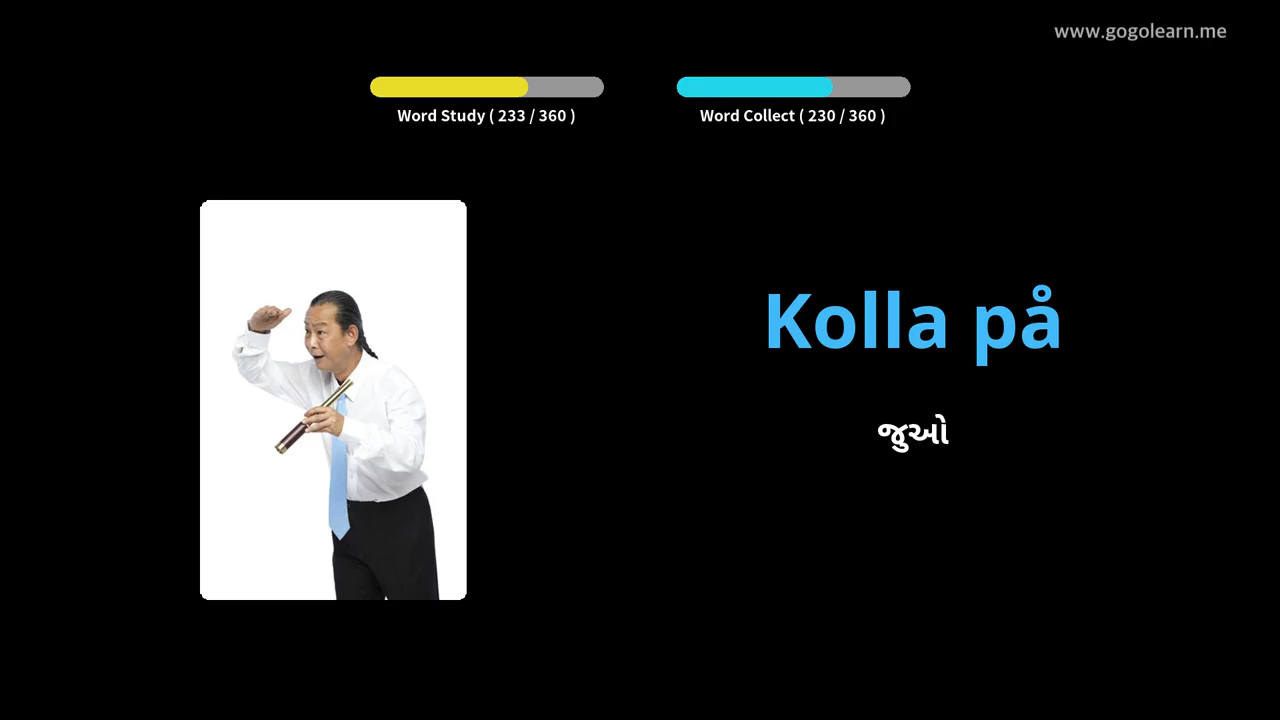 www.gogolearn.me
Word Study ( 233 / 360 )
Word Collect ( 230 / 360 )
Kolla på
જુઓ